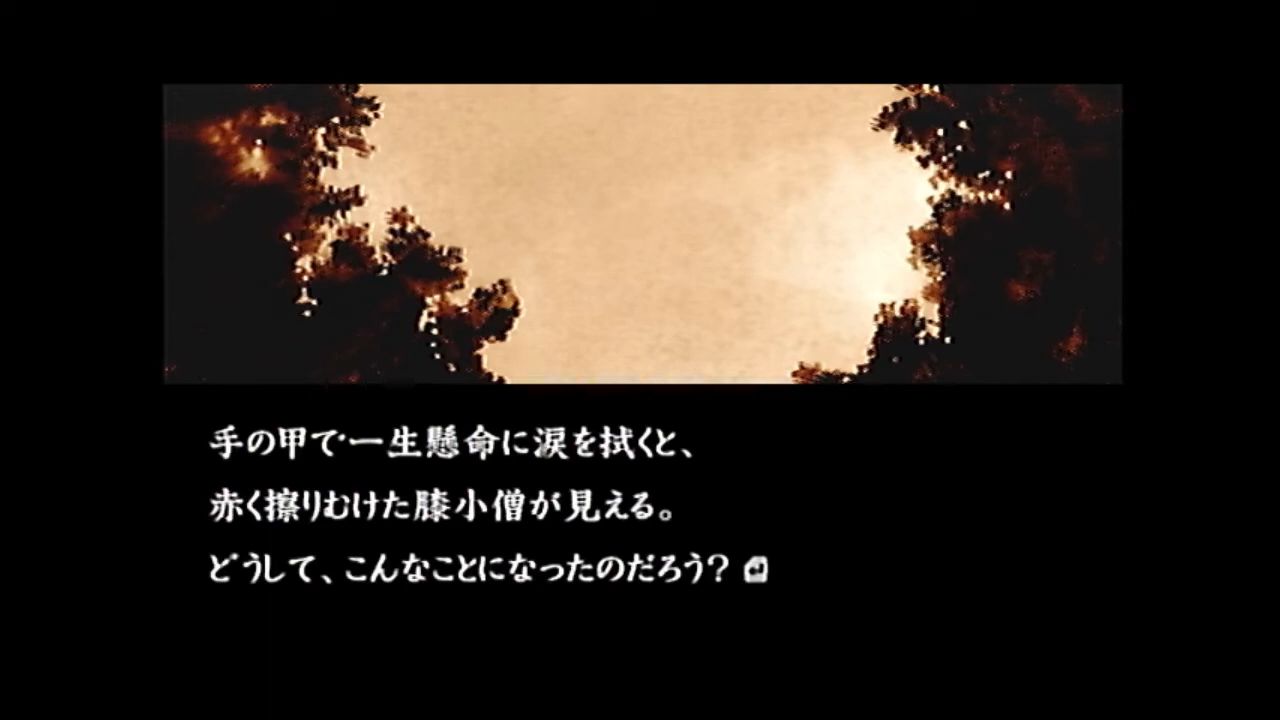 手の甲で一生懸命に涙を拭くと、
赤く擦りむけた膝小僧が見える。
どうして、こんなことになったのだろう？